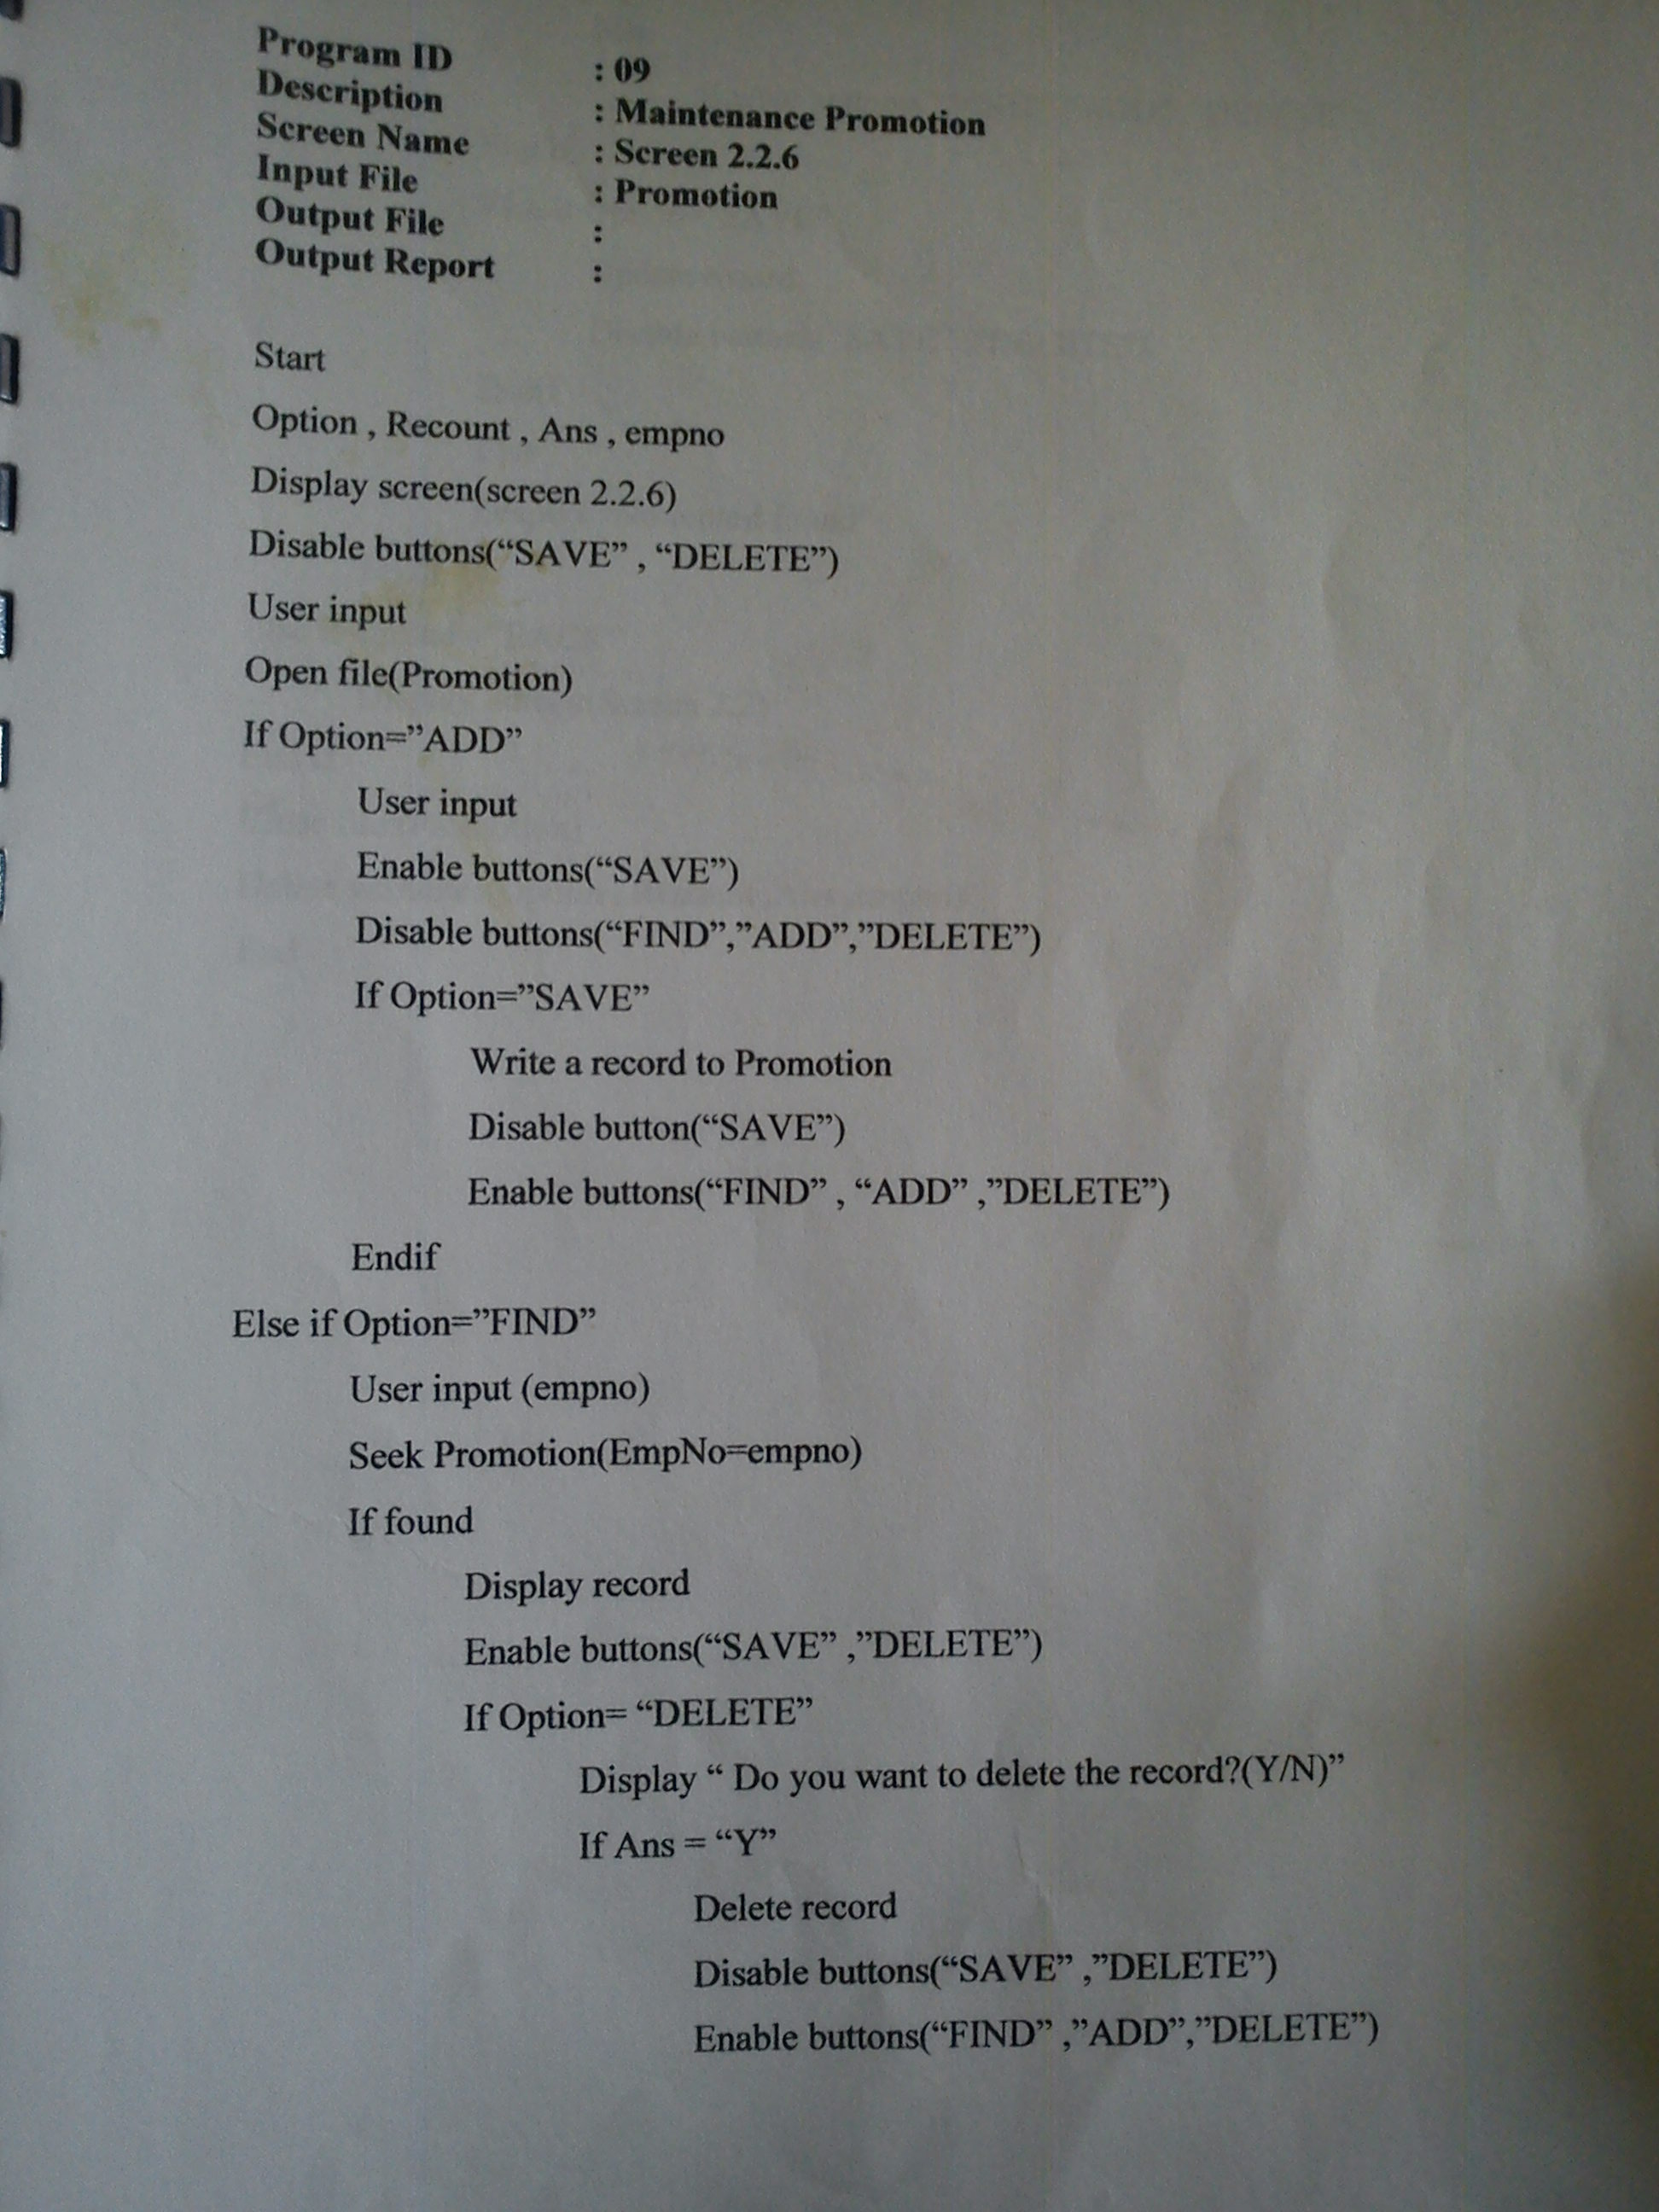 Program ID : 09
Description : Maintenance Promotion
Screen Name : Screen 2.2.6
Input File : Promotion
Output File :
Output Report :
Start
Option , Recount , Ans , empno
Display screen(screen 2.2.6)
Disable buttons(“SAVE” , “DELETE”)
User input
Open file(Promotion)
If Option=”ADD”
User input
Enable buttons(“SAVE”)
Disable buttons(“FIND”,”ADD”,”DELETE”)
If Option=”SAVE”
Write a record to Promotion
Disable button(“SAVE”)
Enable buttons(“FIND” , “ADD” ,”DELETE”)
Endif
Else if Option=”FIND”
User input (empno)
Seek Promotion(EmpNo=empno)
If found
Display record
Enable buttons(“SAVE” ,”DELETE”)
If Option= “DELETE”
Display “ Do you want to delete the record?(Y/N)”
If Ans = “Y”
Delete record
Disable buttons(“SAVE” ,”DELETE”)
Enable buttons(“FIND” ,”ADD”,”DELETE”)